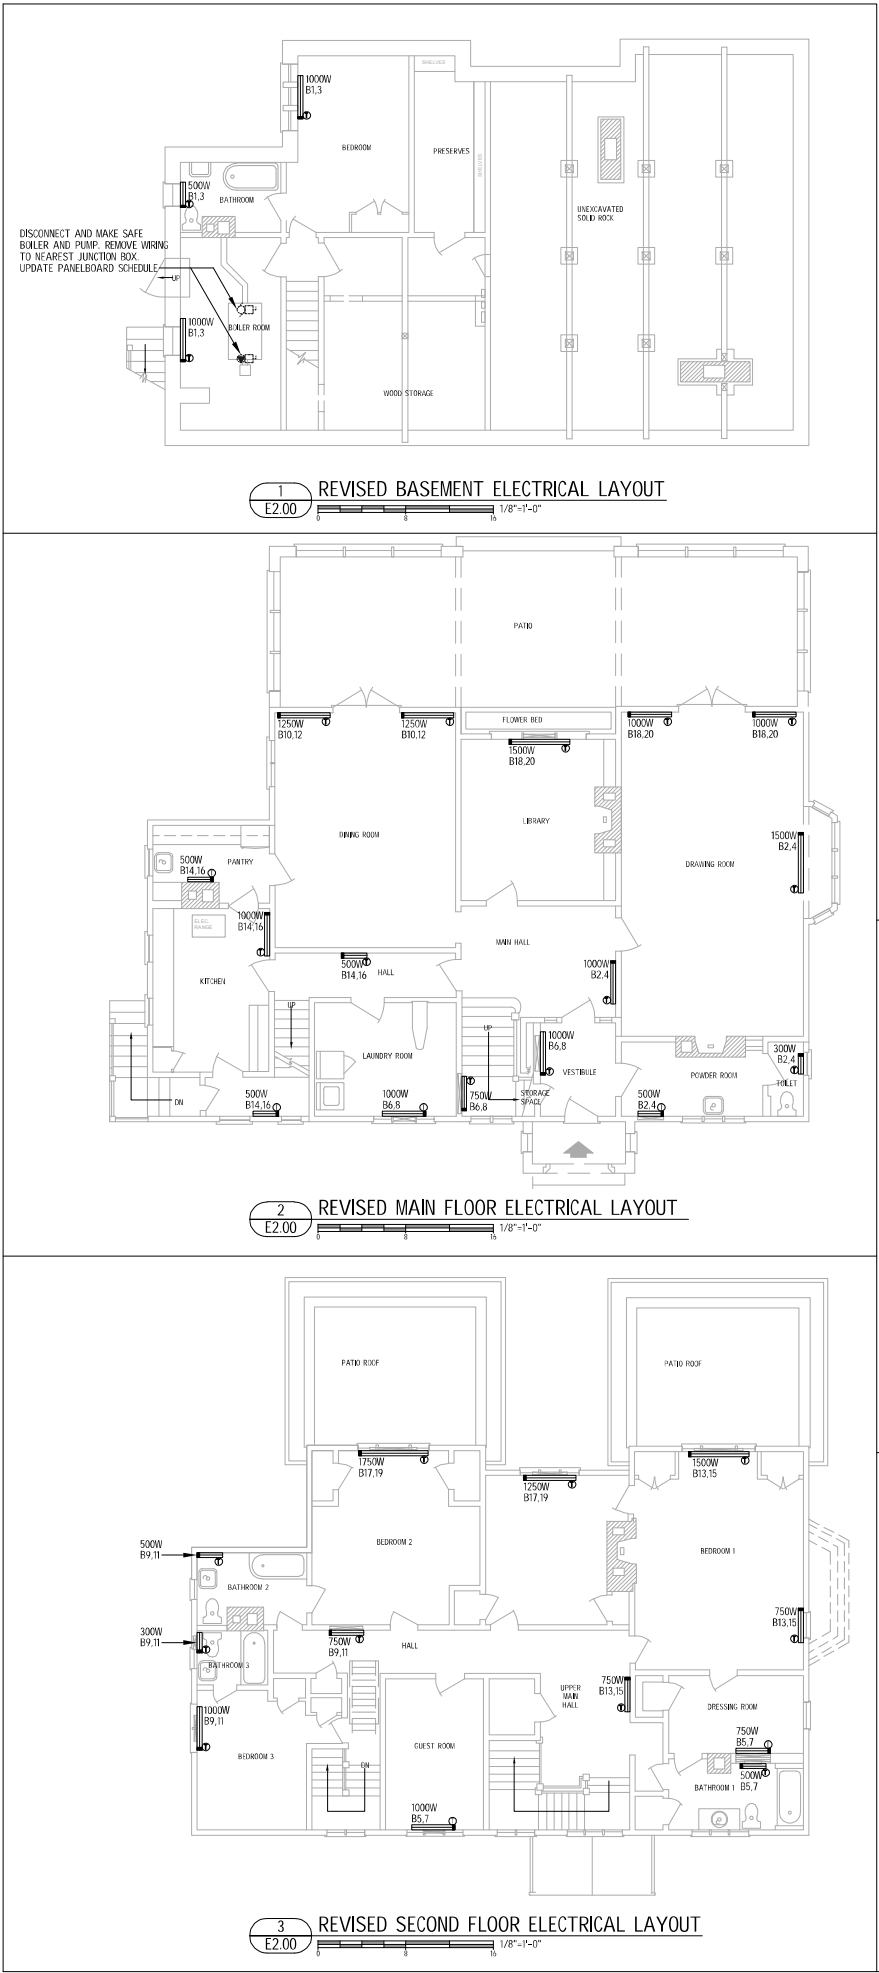 SHELVES
1000W
B1,3
BEDROOM
PRESERVES
SHELVES
500W
B1,3
BATHROOM
UNEXCAVATED
SOLID ROCK
DISCONNECT AND MAKE SAFE
BOILER AND PUMP. REMOVE WIRING
TO NEAREST JUNCTION BOX.
UPDATE PANELBOARD SCHEDULE
UP
1000W
B1,3
BOILER ROOM
WOOD STORAGE
1
E2.00
REVISED BASEMENT ELECTRICAL LAYOUT
0 8 16
1/8"=1'-0"
PATIO
1250W
B10,12
1250W
B10,12
FLOWER BED
1000W
B18,20
1000W
B18,20
1500W
B18,20
LIBRARY
DINING ROOM
1500W
B2,4
DRAWING ROOM
500W
B14,16
PANTRY
ELEC.
RANGE
1000W
B14,16
MAIN HALL
500W
B14,16
HALL
1000W
B2,4
KITCHEN
UP
UP
1000W
B6,8
VESTIBULE
LAUNDRY ROOM
300W
B2,4
TOILET
POWDER ROOM
DN
500W
B14,16
1000W
B6,8
750W
B6,8
STORAGE
SPACE
500W
B2,4
2
E2.00
REVISED MAIN FLOOR ELECTRICAL LAYOUT
0 8 16
1/8"=1'-0"
PATIO ROOF
PATIO ROOF
1750W
B17,19
1250W
B17,19
1500W
B13,15
BEDROOM 2
BEDROOM 1
500W
B9,11
BATHROOM 2
300W
B9,11
BATHROOM 3
750W
B9,11
HALL
750W
B13,15
1000W
B9,11
BEDROOM 3
UPPER
MAIN
HALL
750W
B13,15
DRESSING ROOM
GUEST ROOM
750W
B5,7
DN
500W
B5,7
BATHROOM 1
1000W
B5,7
3
E2.00
REVISED SECOND FLOOR ELECTRICAL LAYOUT
0 8 16
1/8"=1'-0"